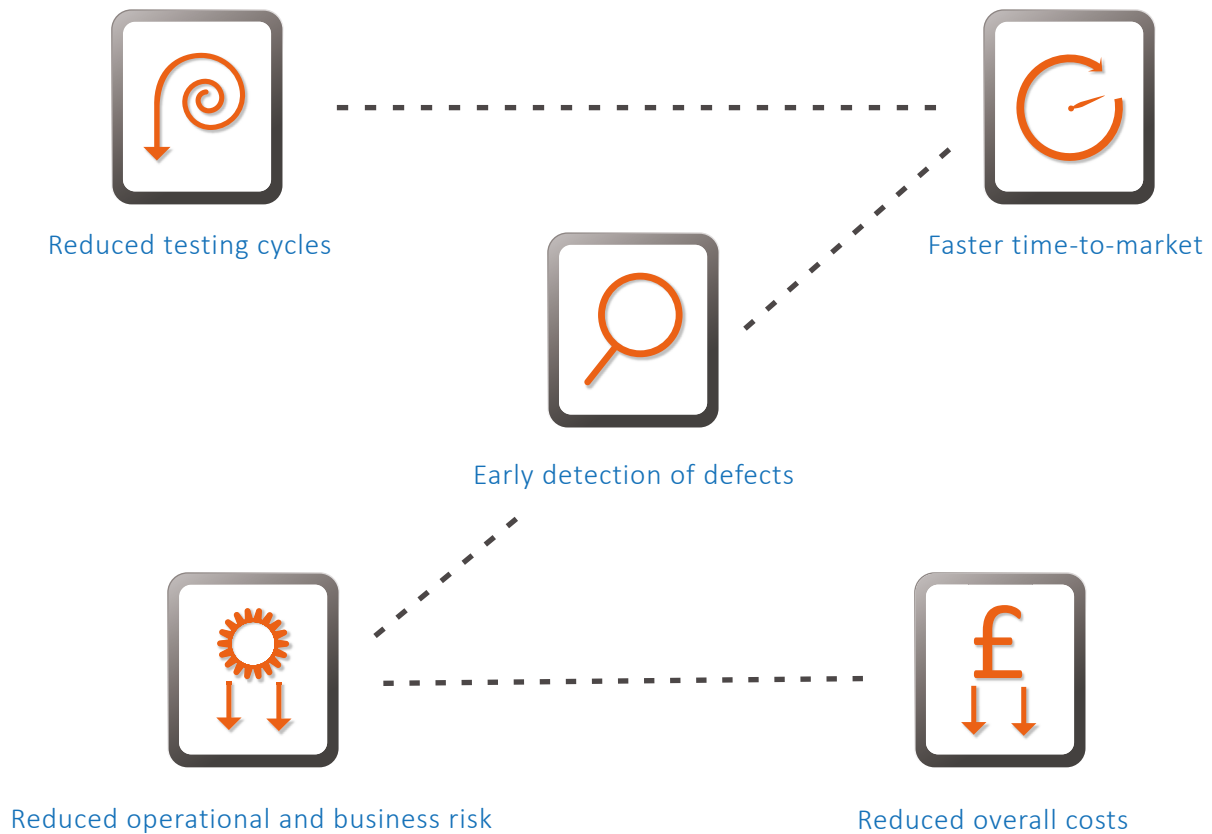 Reduced testing cycles
Faster time-to-market
Early detection of defects
£
Reduced operational and business risk
Reduced overall costs